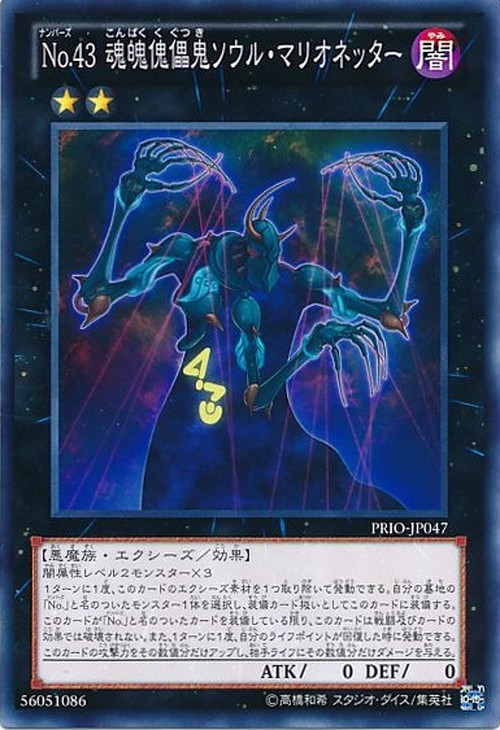 ナンバーズ こんぱくくぐつき
No.43 魂魄傀儡鬼ソウル・マリオネッター
やみ
闇
43
PRIO-JP047
【悪魔族・エクシーズ/効果】
闇属性レベル2モンスター×3
1ターンに1度、このカードのエクシーズ素材を1つ取り除いて発動できる。自分の墓地の
「No.」と名のついたモンスター1体を選択し、装備カード扱いとしてこのカードに装備する。
このカードが「No.」と名のついたカードを装備している限り、このカードは戦闘及びカードの
効果では破壊されない。また、1ターンに1度、自分のライフポイントが回復した時に発動できる。
このカードの攻撃力をその数値分だけアップし、相手ライフにその数値分だけダメージを与える。
ATK/ 0 DEF/ 0
56051086
©高橋和希 スタジオ・ダイス/集英社